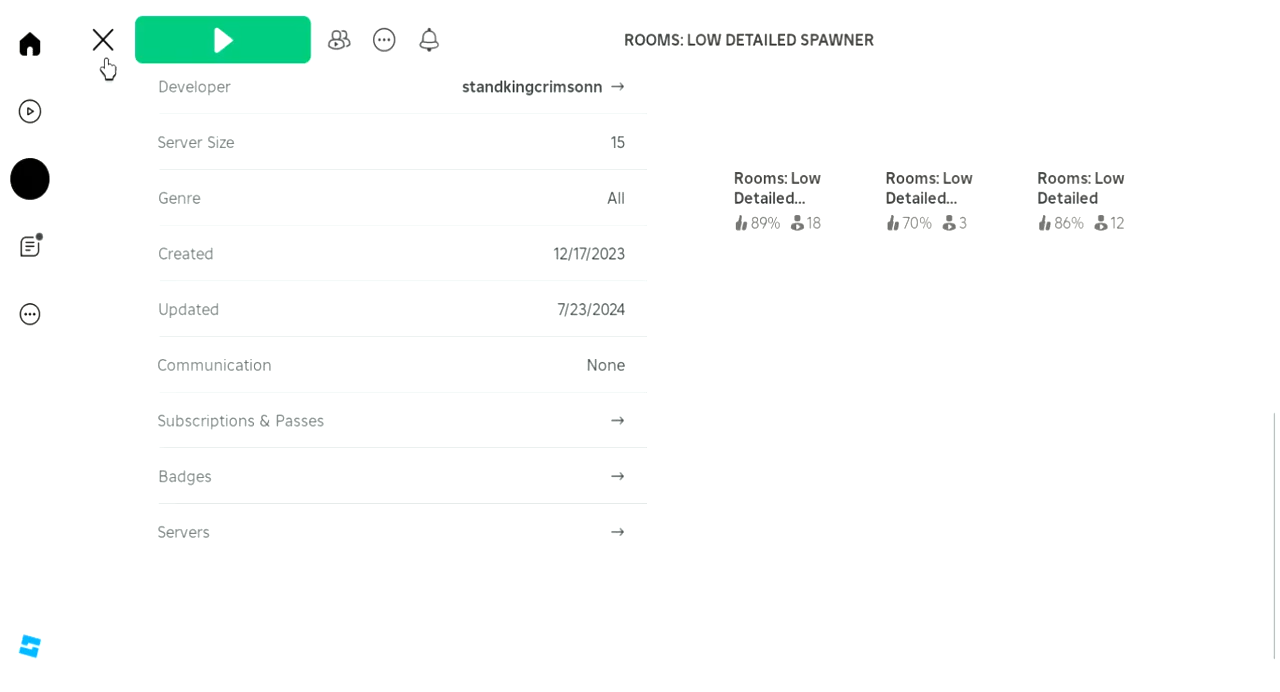 ROOMS: LOW DETAILED SPAWNER
Developer standkingcrimsonn →
Server Size 15
Genre All
Created 12/17/2023
Updated 7/23/2024
Communication None
Subscriptions & Passes →
Badges →
Servers →
Rooms: Low
Detailed...
89% 18
Rooms: Low
Detailed...
70% 3
Rooms: Low
Detailed
86% 12